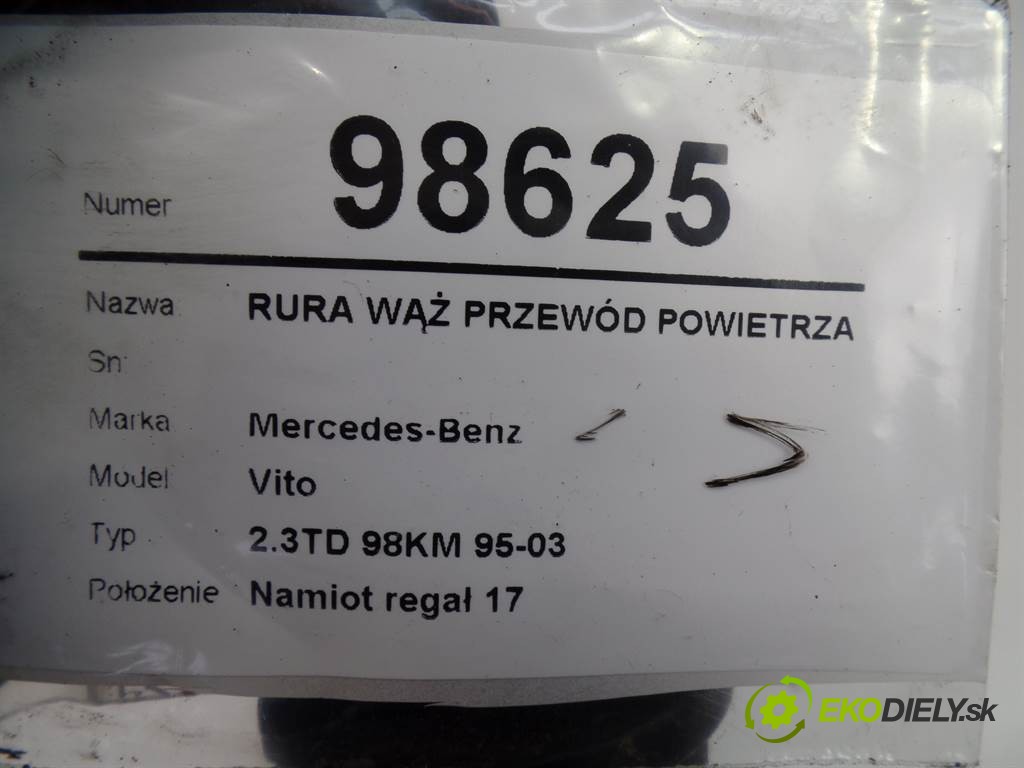 Numer 98625
Nazwa RURA WĄŻ PRZEWÓD POWIETRZA
Sn
Marka Mercedes-Benz
Model Vito
Typ 2.3TD 98KM 95-03
Położenie Namiot regał 17
EKODIELY.sk